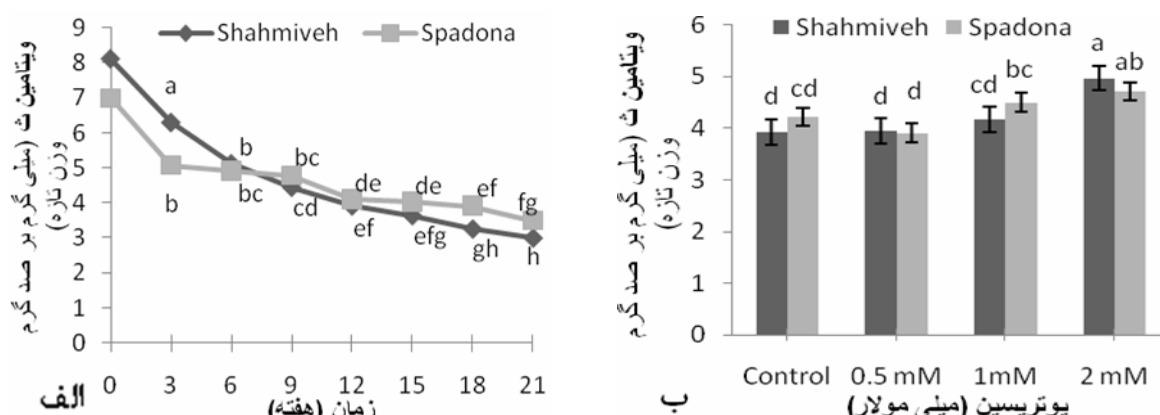 Shahmiveh Spadona
ویتامین ث (میلی گرم بر صد گرم
وزن تازه)
9
8
7
6
5
4
3
2
1
0
a
b
b
bc
bc
cd
de
ef
de
efg
ef
gh
fg
h
0 3 6 9 12 15 18 21
زمان (هفته)
الف
Shahmiveh Spadona
ویتامین ث (میلی گرم بر صد گرم
وزن تازه)
6
5
4
3
2
1
0
d cd d d cd bc a ab
Control 0.5 mM 1mM 2 mM
پوتریسین (میلی مولار)
ب